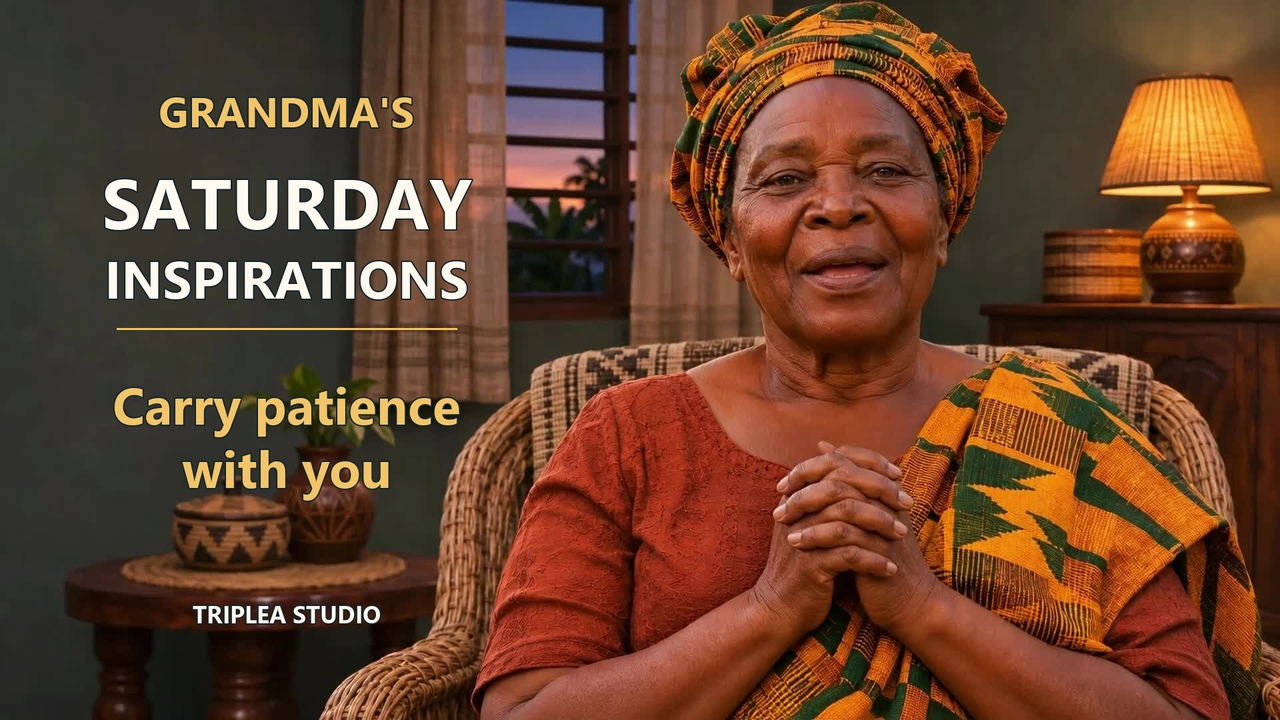 GRANDMA'S
SATURDAY
INSPIRATIONS
Carry patience
with you
TRIPLEA STUDIO